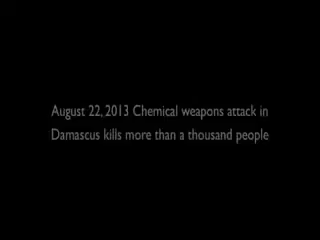 August 22, 2013 Chemical weapons attack in
Damascus kills more than a thousand people